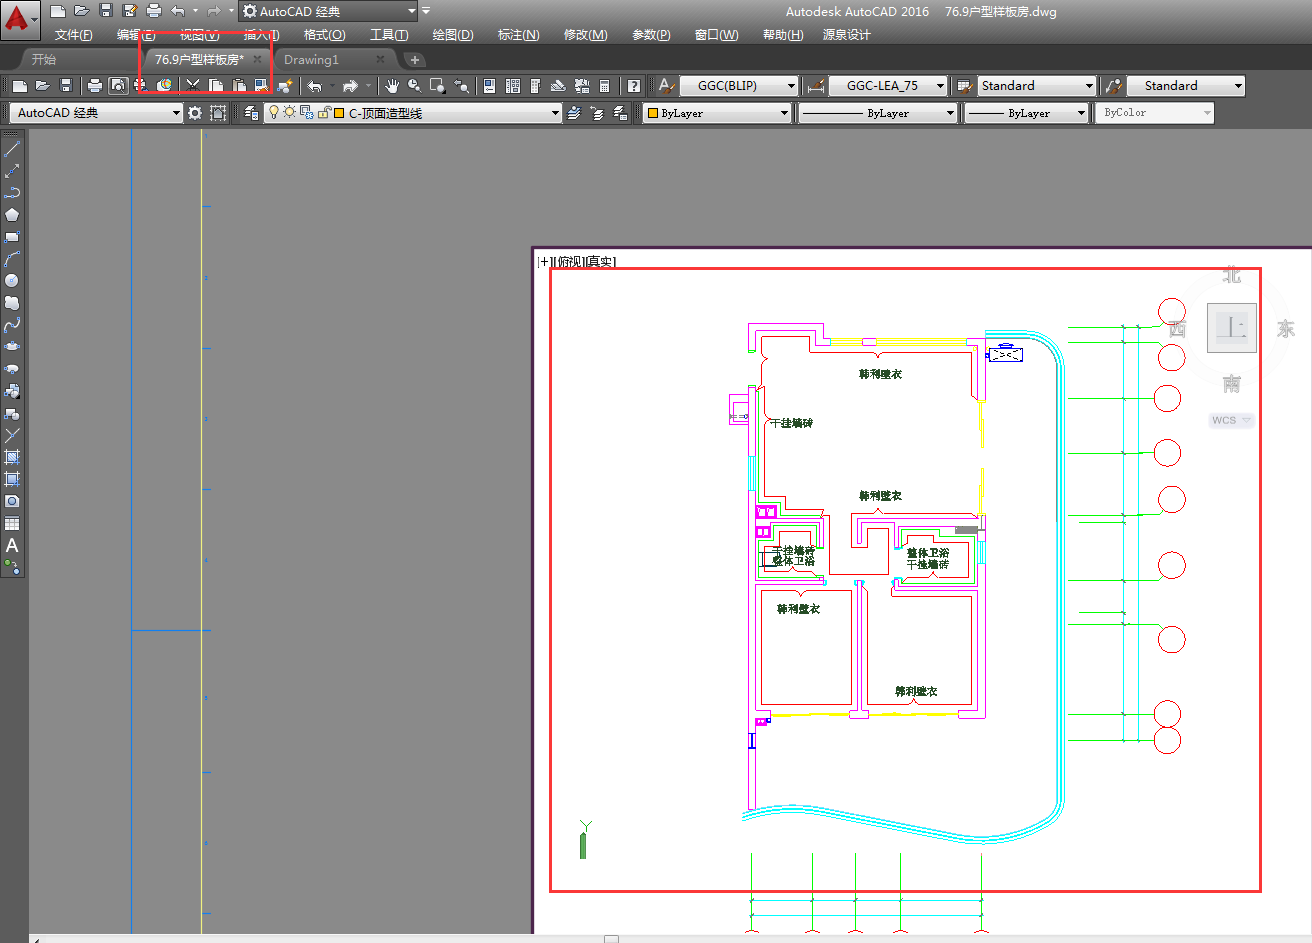 AutoCAD 经典
Autodesk AutoCAD 2016 76.9户型样板房.dwg
文件(F) 编辑(E) 视图(V) 插入(I) 格式(O) 工具(T) 绘图(D) 标注(N) 修改(M) 参数(P) 窗口(W) 帮助(H) 源泉设计
开始 76.9户型样板房* Drawing1
GGC(BLIP) GGC-LEA_75 Standard Standard
AutoCAD 经典 C-顶面造型线 ByLayer ByLayer ByLayer ByColor
[+][俯视][真实]
北
西 上 东
南
WCS
韩利壁衣
干挂墙砖
韩利壁衣
干挂墙砖
整体卫浴
整体卫浴
干挂墙砖
韩利壁衣
韩利壁衣
Y
A